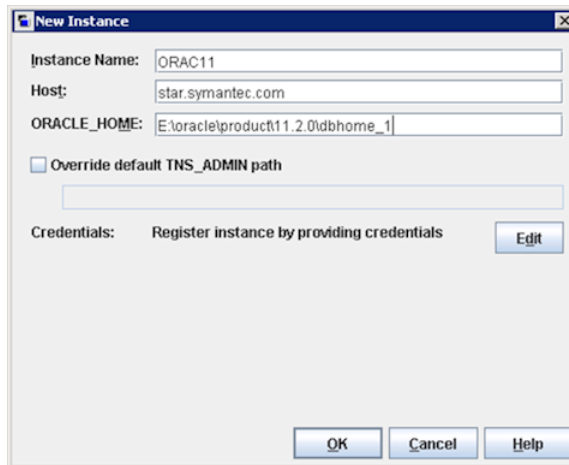 New Instance
Instance Name: ORAC11
Host: star.symantec.com
ORACLE_HOME: E:\oracle\product\11.2.0\dbhome_1
Override default TNS_ADMIN path
Credentials: Register instance by providing credentials Edit
OK Cancel Help